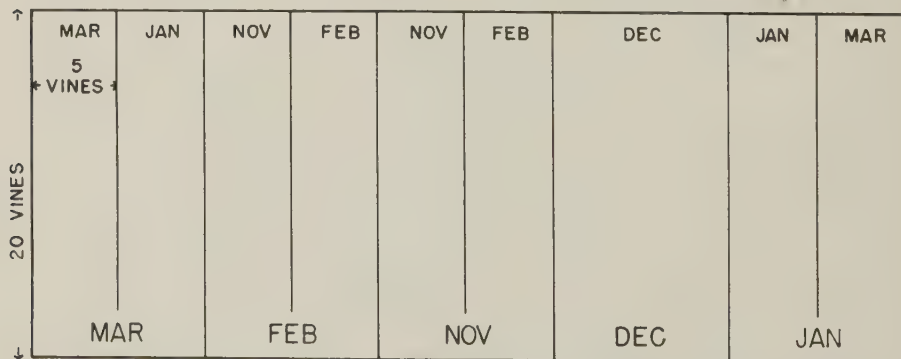 MAR JAN NOV FEB NOV FEB DEC JAN MAR
5
VINES
20 VINES
MAR FEB NOV DEC JAN